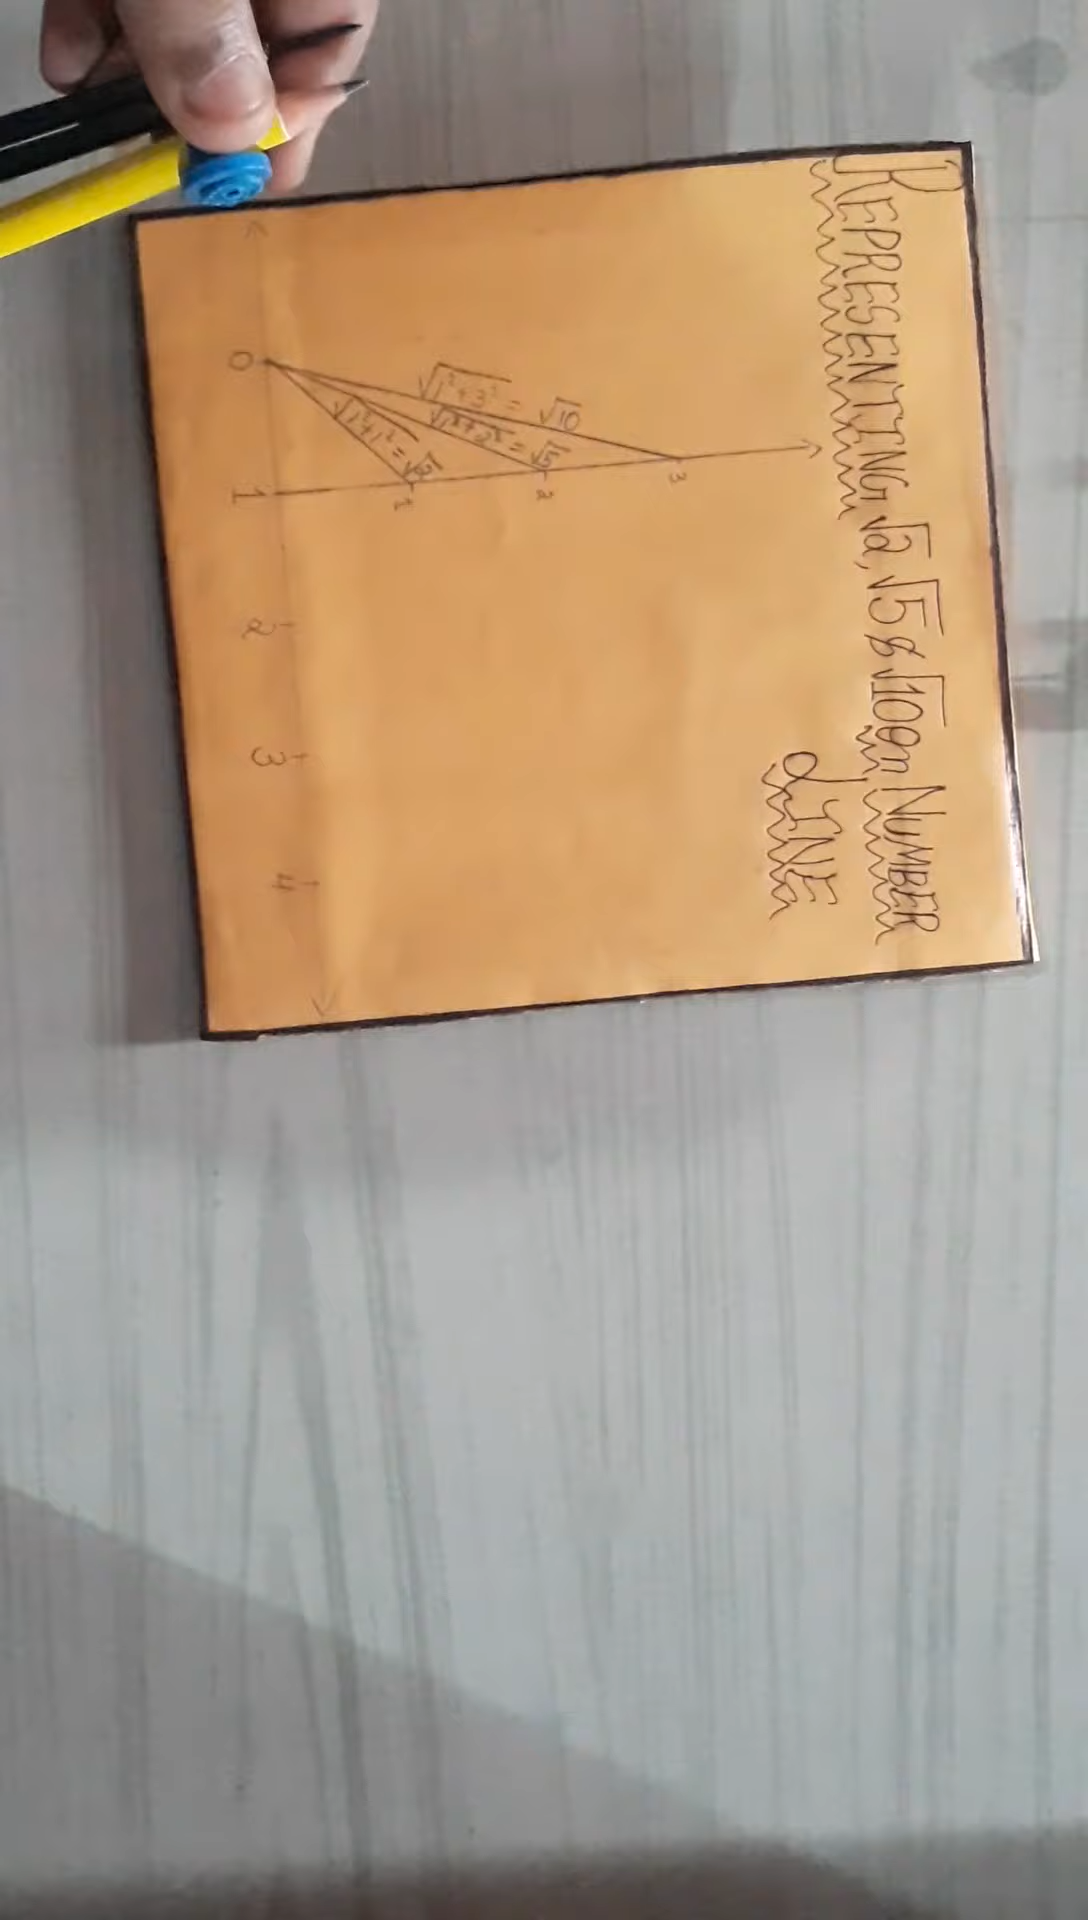 REPRESENTING √2, √5 & √10 on NUMBER
LINE
3
√1²+3² = √10
2
√1²+2² = √5
1
√1²+1² = √2
0 1 2 3 4